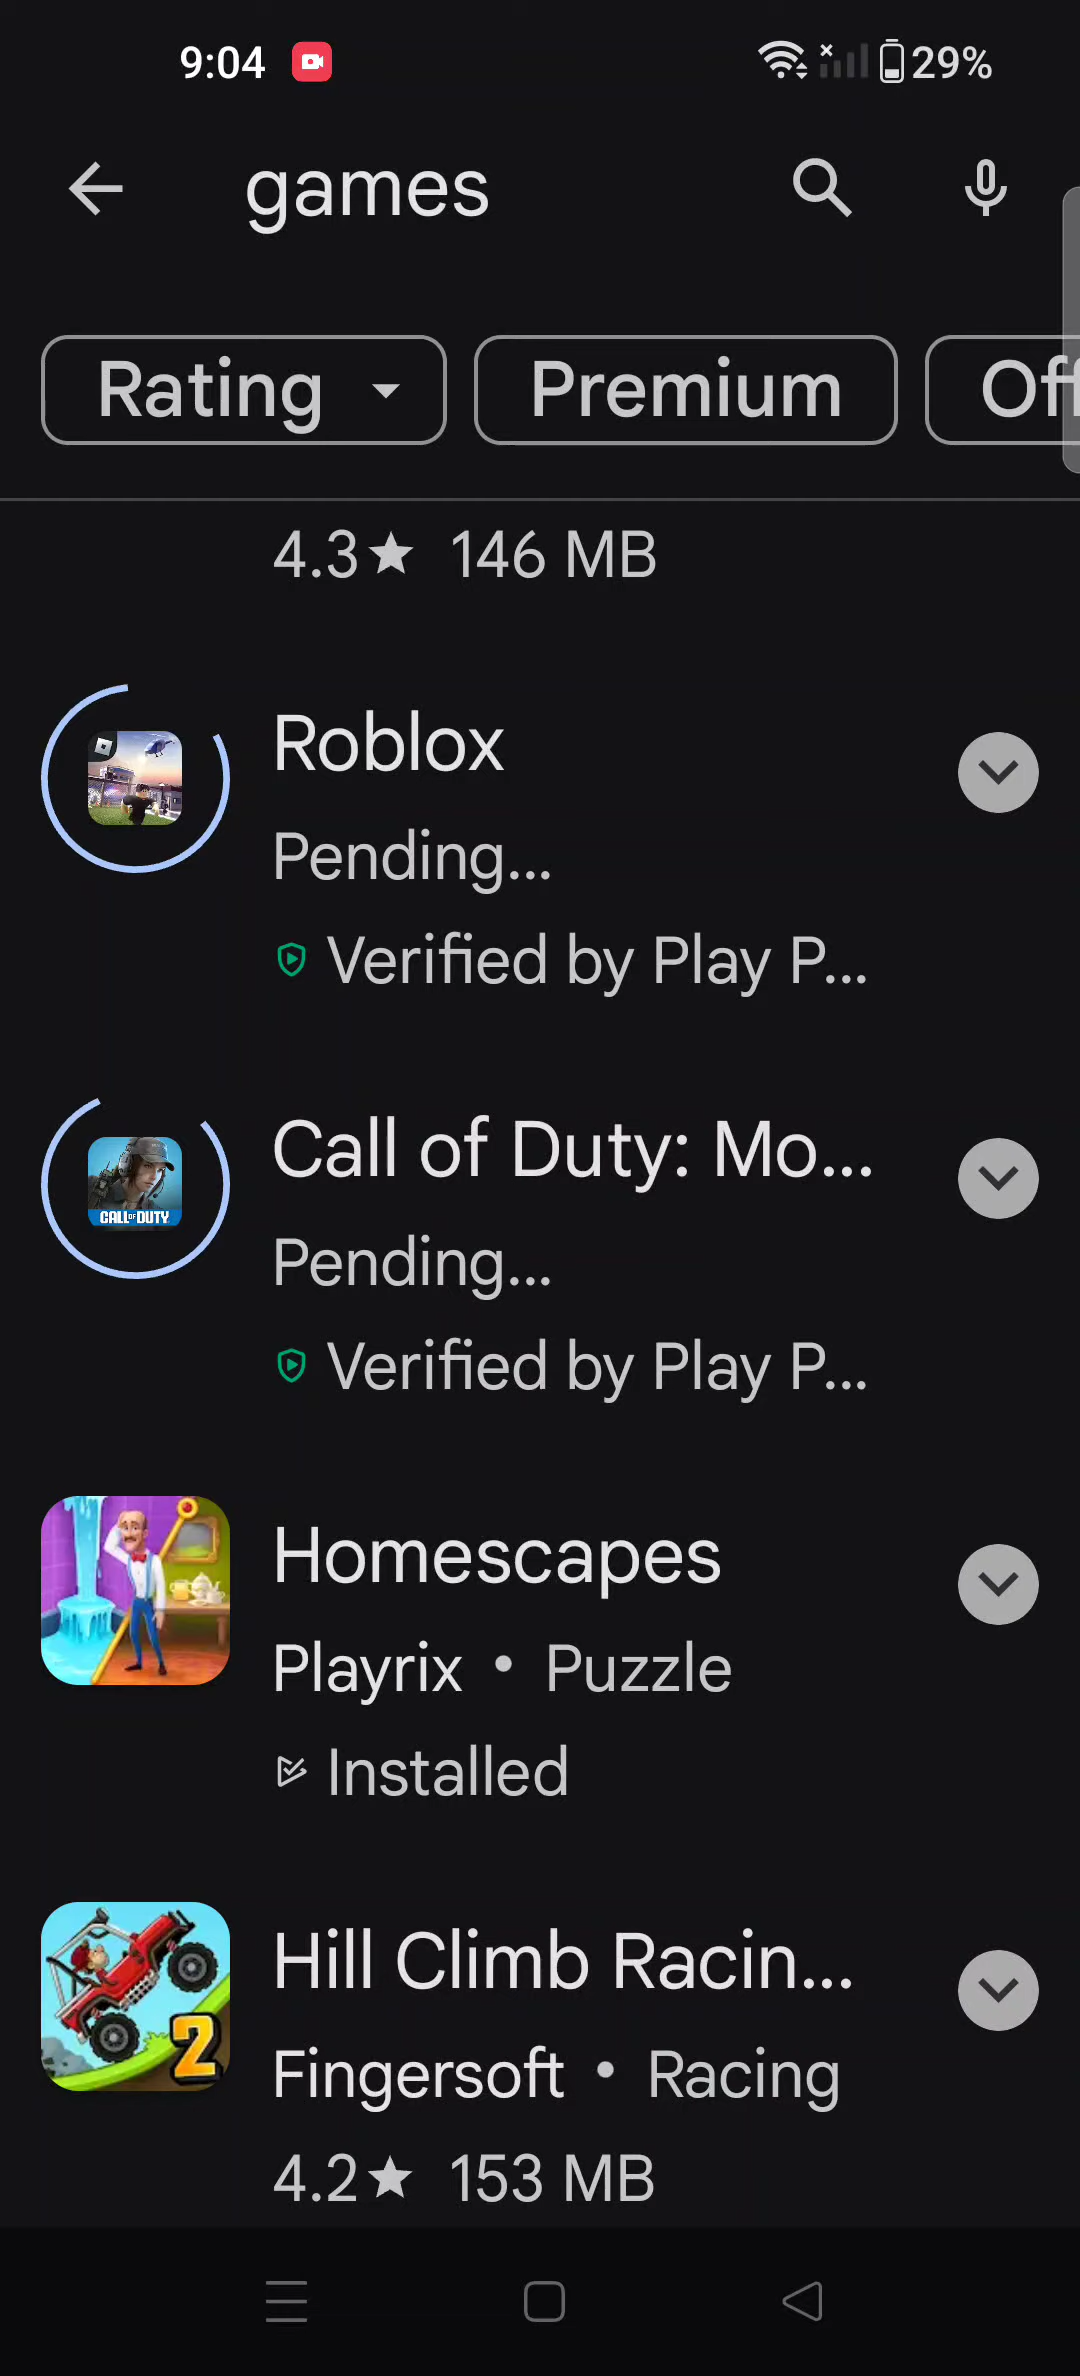 9:04 29%
games
Rating Premium Off
4.3★ 146 MB
Roblox
Pending...
Verified by Play P...
Call of Duty: Mo...
CALL OF DUTY
Pending...
Verified by Play P...
Homescapes
Playrix • Puzzle
Installed
Hill Climb Racin...
2
Fingersoft • Racing
4.2★ 153 MB